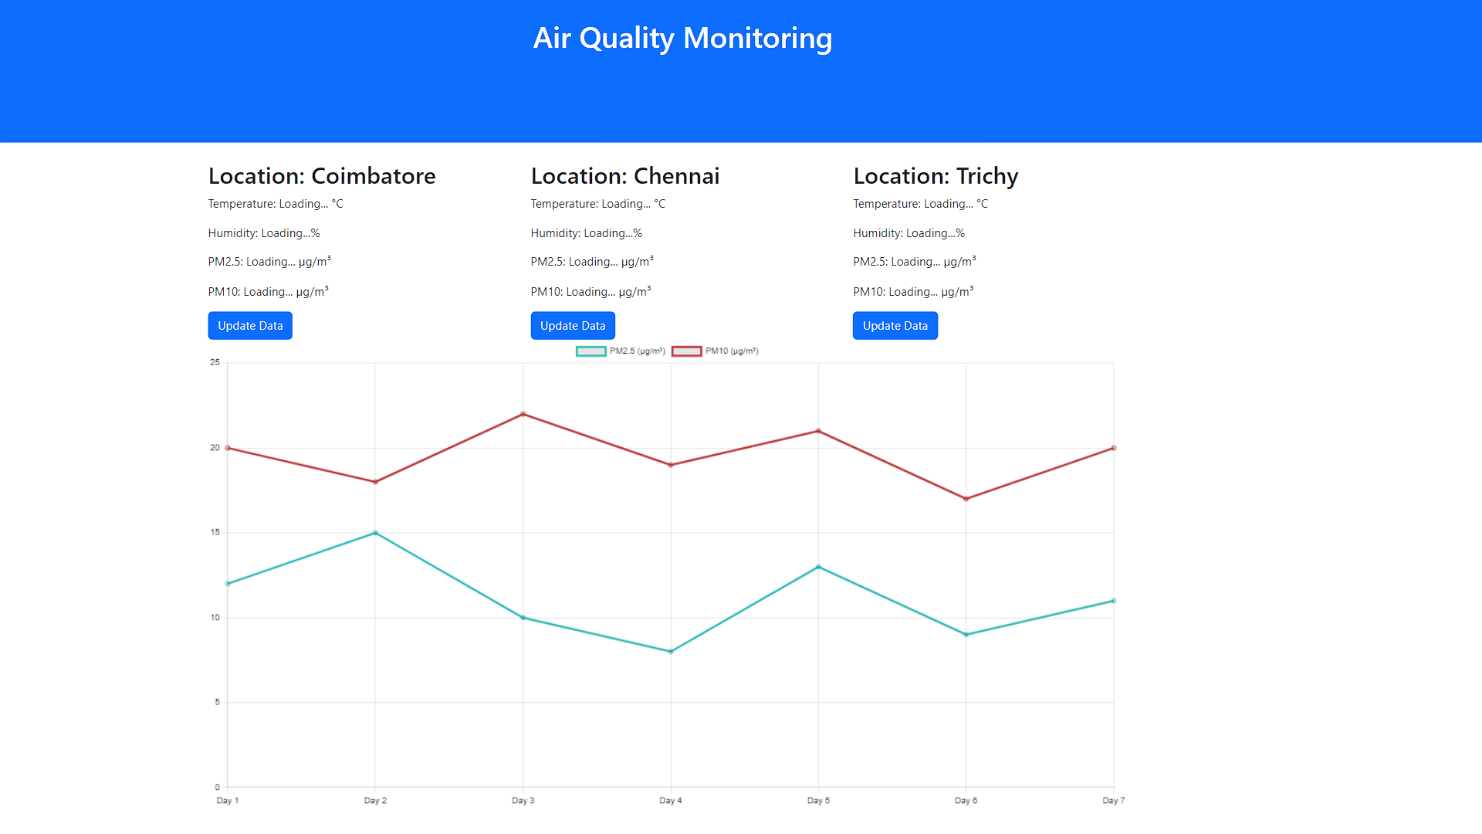 Air Quality Monitoring
Location: Coimbatore
Temperature: Loading... °C
Humidity: Loading...%
PM2.5: Loading... µg/m³
PM10: Loading... µg/m³
Update Data
Location: Chennai
Temperature: Loading... °C
Humidity: Loading...%
PM2.5: Loading... µg/m³
PM10: Loading... µg/m³
Update Data
Location: Trichy
Temperature: Loading... °C
Humidity: Loading...%
PM2.5: Loading... µg/m³
PM10: Loading... µg/m³
Update Data
PM2.5 (µg/m³) PM10 (µg/m³)
25
20
15
10
5
0
Day 1 Day 2 Day 3 Day 4 Day 5 Day 6 Day 7